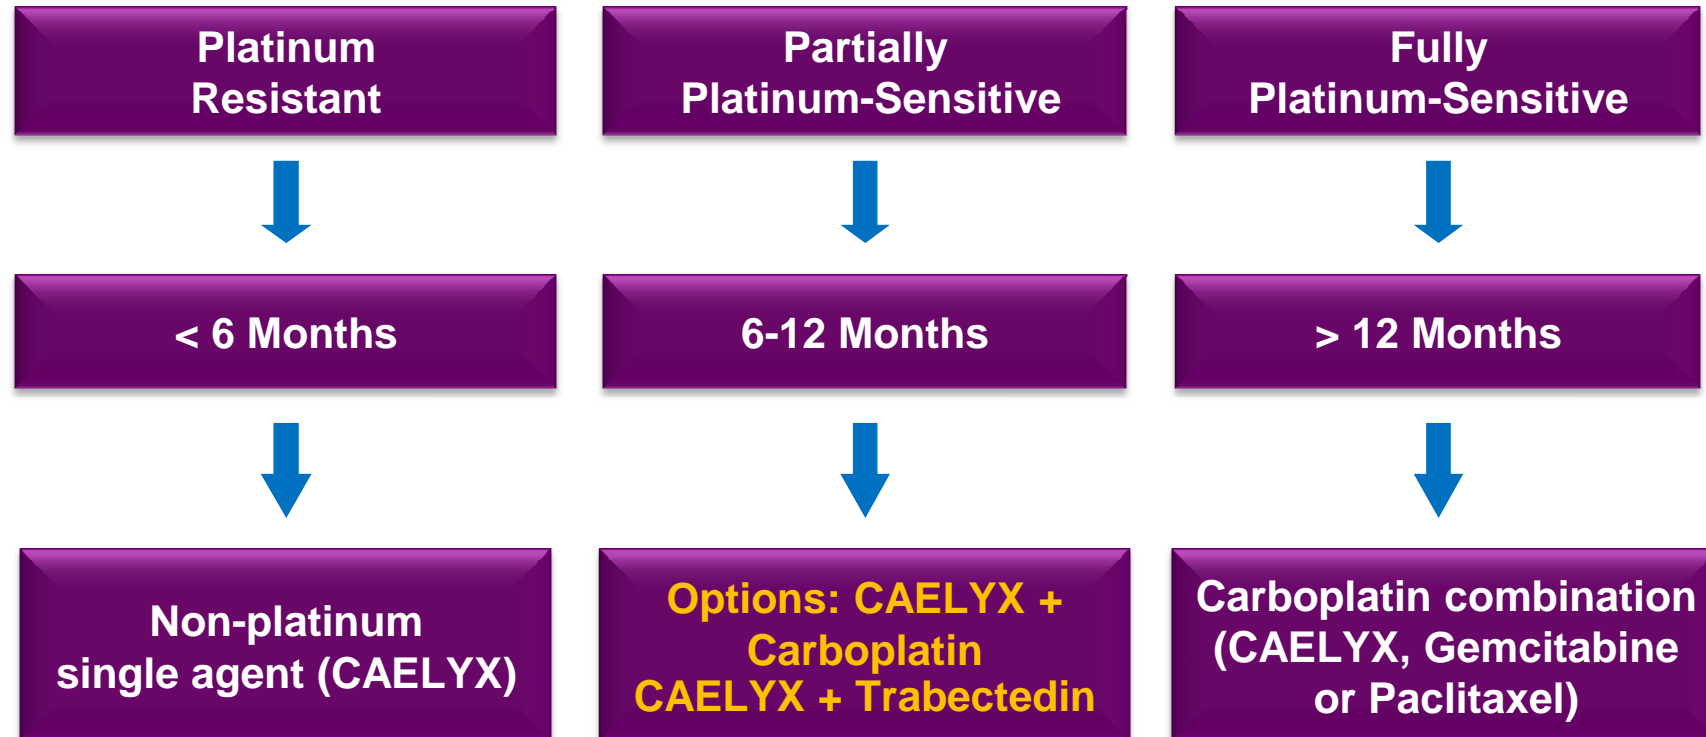 Platinum
Resistant
Partially
Platinum-Sensitive
Fully
Platinum-Sensitive
< 6 Months
6-12 Months
> 12 Months
Non-platinum
single agent (CAELYX)
Options: CAELYX +
Carboplatin
CAELYX + Trabectedin
Carboplatin combination
(CAELYX, Gemcitabine
or Paclitaxel)